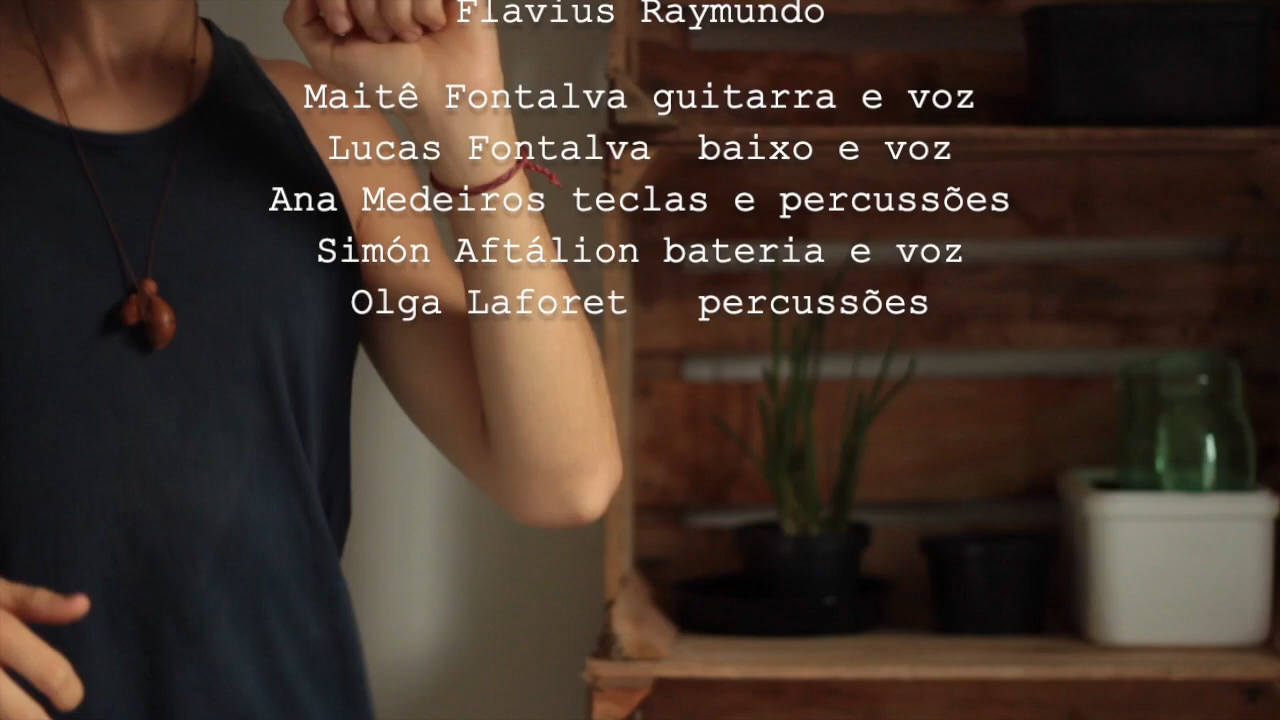 Flavius Raymundo
Maitê Fontalva guitarra e voz
Lucas Fontalva baixo e voz
Ana Medeiros teclas e percussões
Simón Aftálion bateria e voz
Olga Laforet percussões